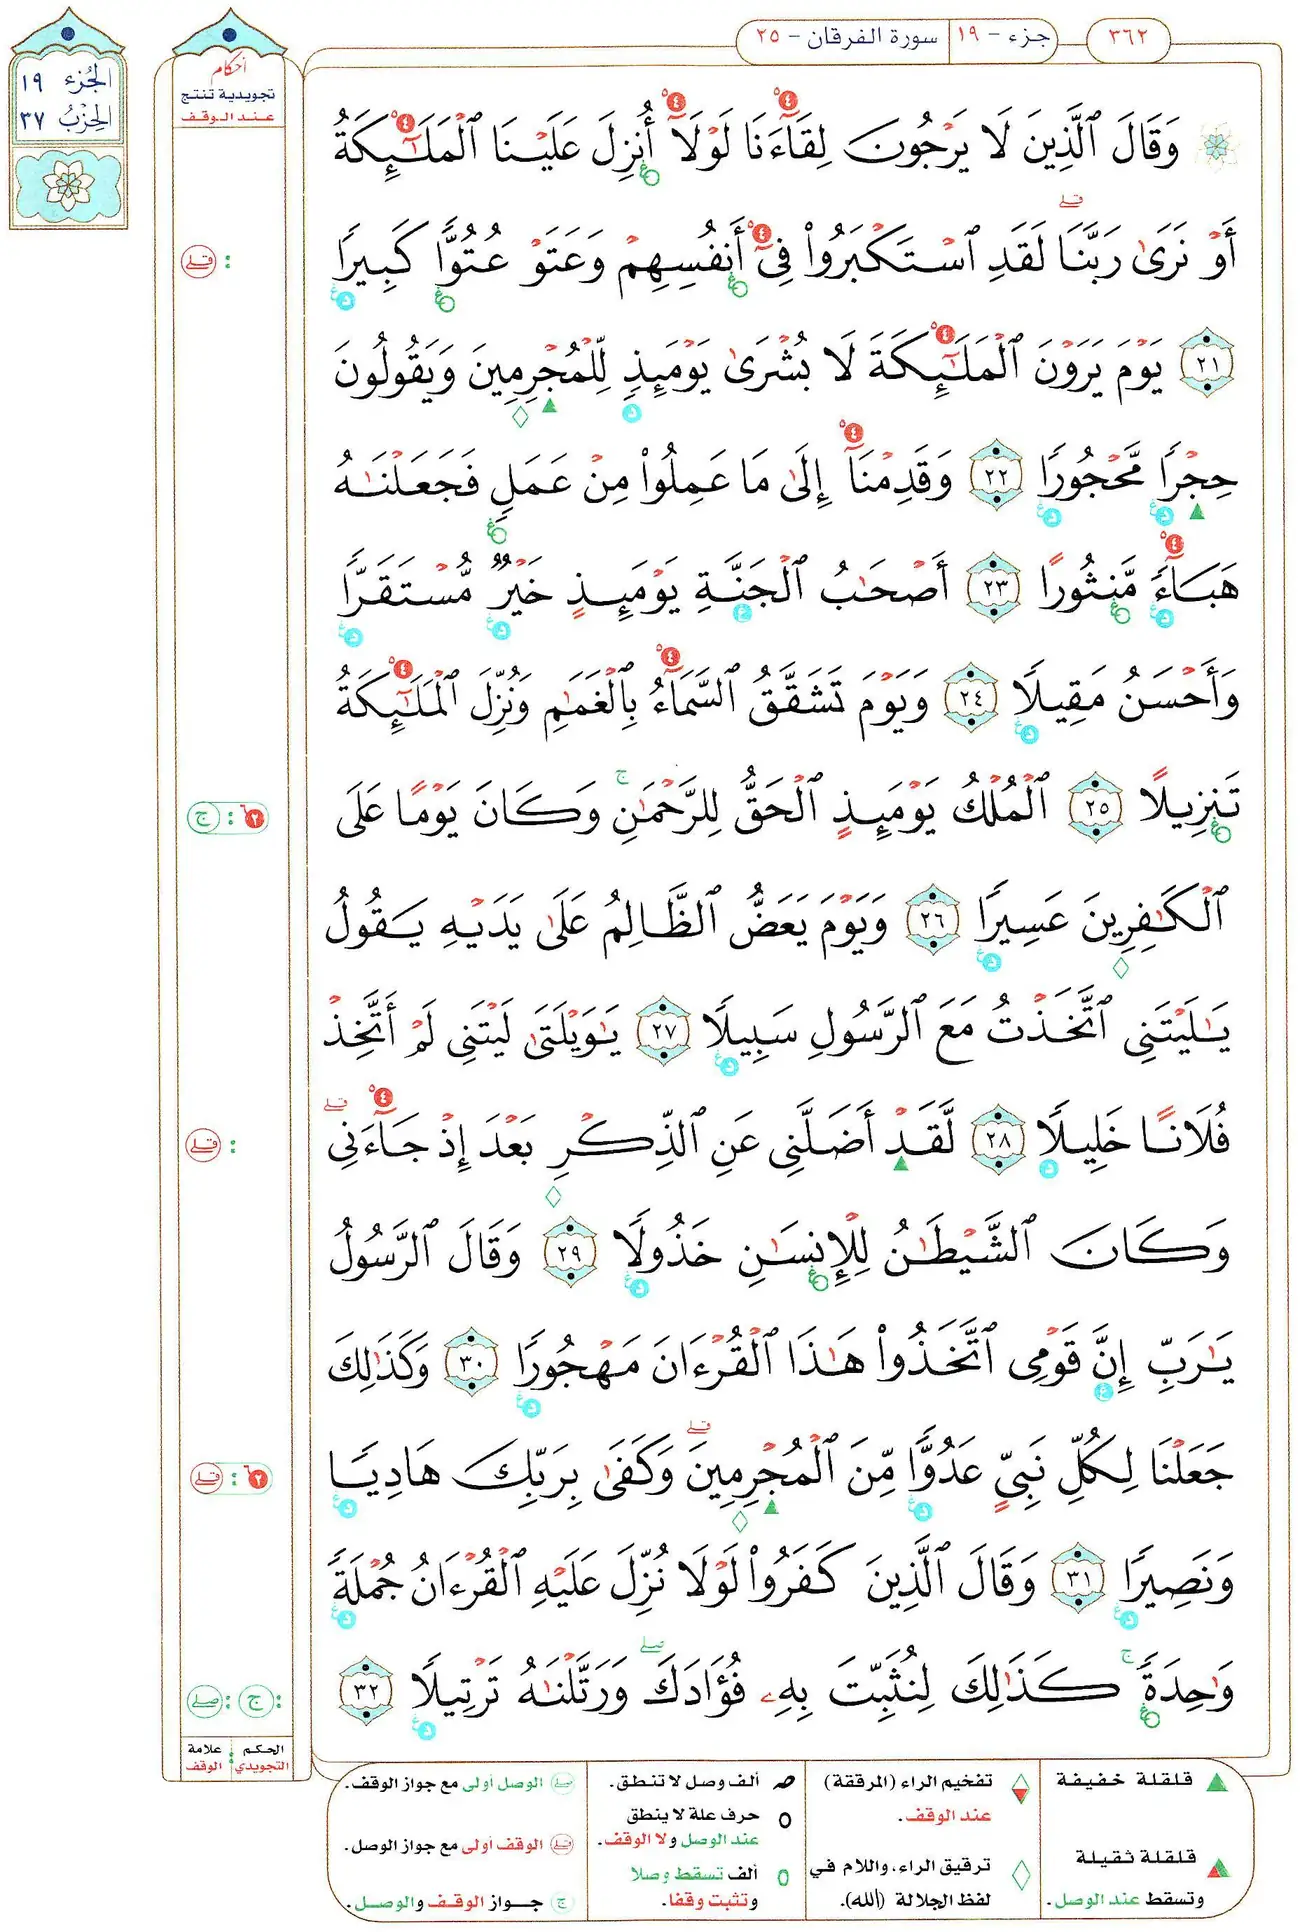 ٣٦٢
جزء - ١٩
سورة الفرقان - ٢٥
الجُزء ١٩
الحِزبُ ٣٧
أحكام
تجويدية تنتج
عند الوقف
وَقَالَ ٱلَّذِينَ لَا يَرْجُونَ لِقَآءَنَا لَوْلَآ أُنزِلَ عَلَيْنَا ٱلْمَلَـٰٓئِكَةُ
أَوْ نَرَىٰ رَبَّنَا ۗ لَقَدِ ٱسْتَكْبَرُوا۟ فِىٓ أَنفُسِهِمْ وَعَتَوْ عُتُوًّا كَبِيرًا
٢١ يَوْمَ يَرَوْنَ ٱلْمَلَـٰٓئِكَةَ لَا بُشْرَىٰ يَوْمَئِذٍ لِّلْمُجْرِمِينَ وَيَقُولُونَ
حِجْرًا مَّحْجُورًا ٢٢ وَقَدِمْنَآ إِلَىٰ مَا عَمِلُوا۟ مِنْ عَمَلٍ فَجَعَلْنَـٰهُ
هَبَآءً مَّنثُورًا ٢٣ أَصْحَـٰبُ ٱلْجَنَّةِ يَوْمَئِذٍ خَيْرٌ مُّسْتَقَرًّا
وَأَحْسَنُ مَقِيلًا ٢٤ وَيَوْمَ تَشَقَّقُ ٱلسَّمَآءُ بِٱلْغَمَـٰمِ وَنُزِّلَ ٱلْمَلَـٰٓئِكَةُ
تَنزِيلًا ٢٥ ٱلْمُلْكُ يَوْمَئِذٍ ٱلْحَقُّ لِلرَّحْمَـٰنِ ۚ وَكَانَ يَوْمًا عَلَى
ٱلْكَـٰفِرِينَ عَسِيرًا ٢٦ وَيَوْمَ يَعَضُّ ٱلظَّالِمُ عَلَىٰ يَدَيْهِ يَقُولُ
يَـٰلَيْتَنِى ٱتَّخَذْتُ مَعَ ٱلرَّسُولِ سَبِيلًا ٢٧ يَـٰوَيْلَتَىٰ لَيْتَنِى لَمْ أَتَّخِذْ
فُلَانًا خَلِيلًا ٢٨ لَّقَدْ أَضَلَّنِى عَنِ ٱلذِّكْرِ بَعْدَ إِذْ جَآءَنِى ۗ
وَكَانَ ٱلشَّيْطَـٰنُ لِلْإِنسَـٰنِ خَذُولًا ٢٩ وَقَالَ ٱلرَّسُولُ
يَـٰرَبِّ إِنَّ قَوْمِى ٱتَّخَذُوا۟ هَـٰذَا ٱلْقُرْءَانَ مَهْجُورًا ٣٠ وَكَذَٰلِكَ
جَعَلْنَا لِكُلِّ نَبِىٍّ عَدُوًّا مِّنَ ٱلْمُجْرِمِينَ ۗ وَكَفَىٰ بِرَبِّكَ هَادِيًا
وَنَصِيرًا ٣١ وَقَالَ ٱلَّذِينَ كَفَرُوا۟ لَوْلَا نُزِّلَ عَلَيْهِ ٱلْقُرْءَانُ جُمْلَةً
وَٰحِدَةً ۚ كَذَٰلِكَ لِنُثَبِّتَ بِهِۦ فُؤَادَكَ ۖ وَرَتَّلْنَـٰهُ تَرْتِيلًا ٣٢
الحكم التجويدي : علامة الوقف
قلقلة خفيفة
قلقلة ثقيلة
وتسقط عند الوصل.
تفخيم الراء (المرققة)
عند الوقف.
ترقيق الراء، واللام في
لفظ الجلالة (الله).
ألف وصل لا تنطق.
حرف علة لا ينطق
عند الوصل ولا الوقف.
ألف تسقط وصلا
وتثبت وقفا.
الوصل أولى مع جواز الوقف.
الوقف أولى مع جواز الوصل.
جواز الوقف والوصل.